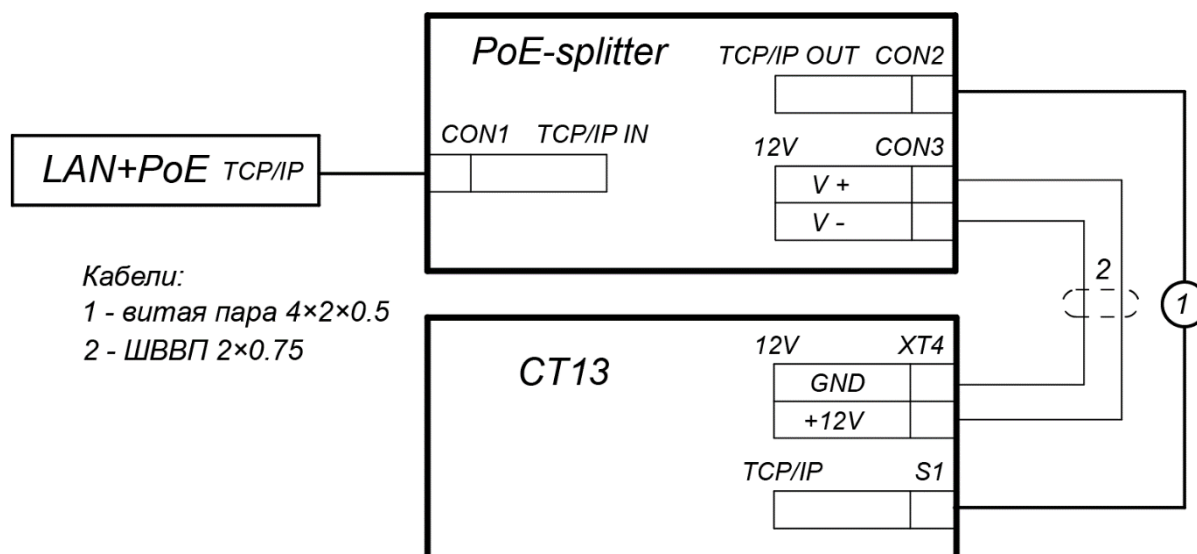 PoE-splitter
TCP/IP OUT CON2
CON1 TCP/IP IN
12V CON3
V +
V -
LAN+PoE TCP/IP
Кабели:
1 - витая пара 4×2×0.5
2 - ШВВП 2×0.75
2
1
CT13
12V XT4
GND
+12V
TCP/IP S1